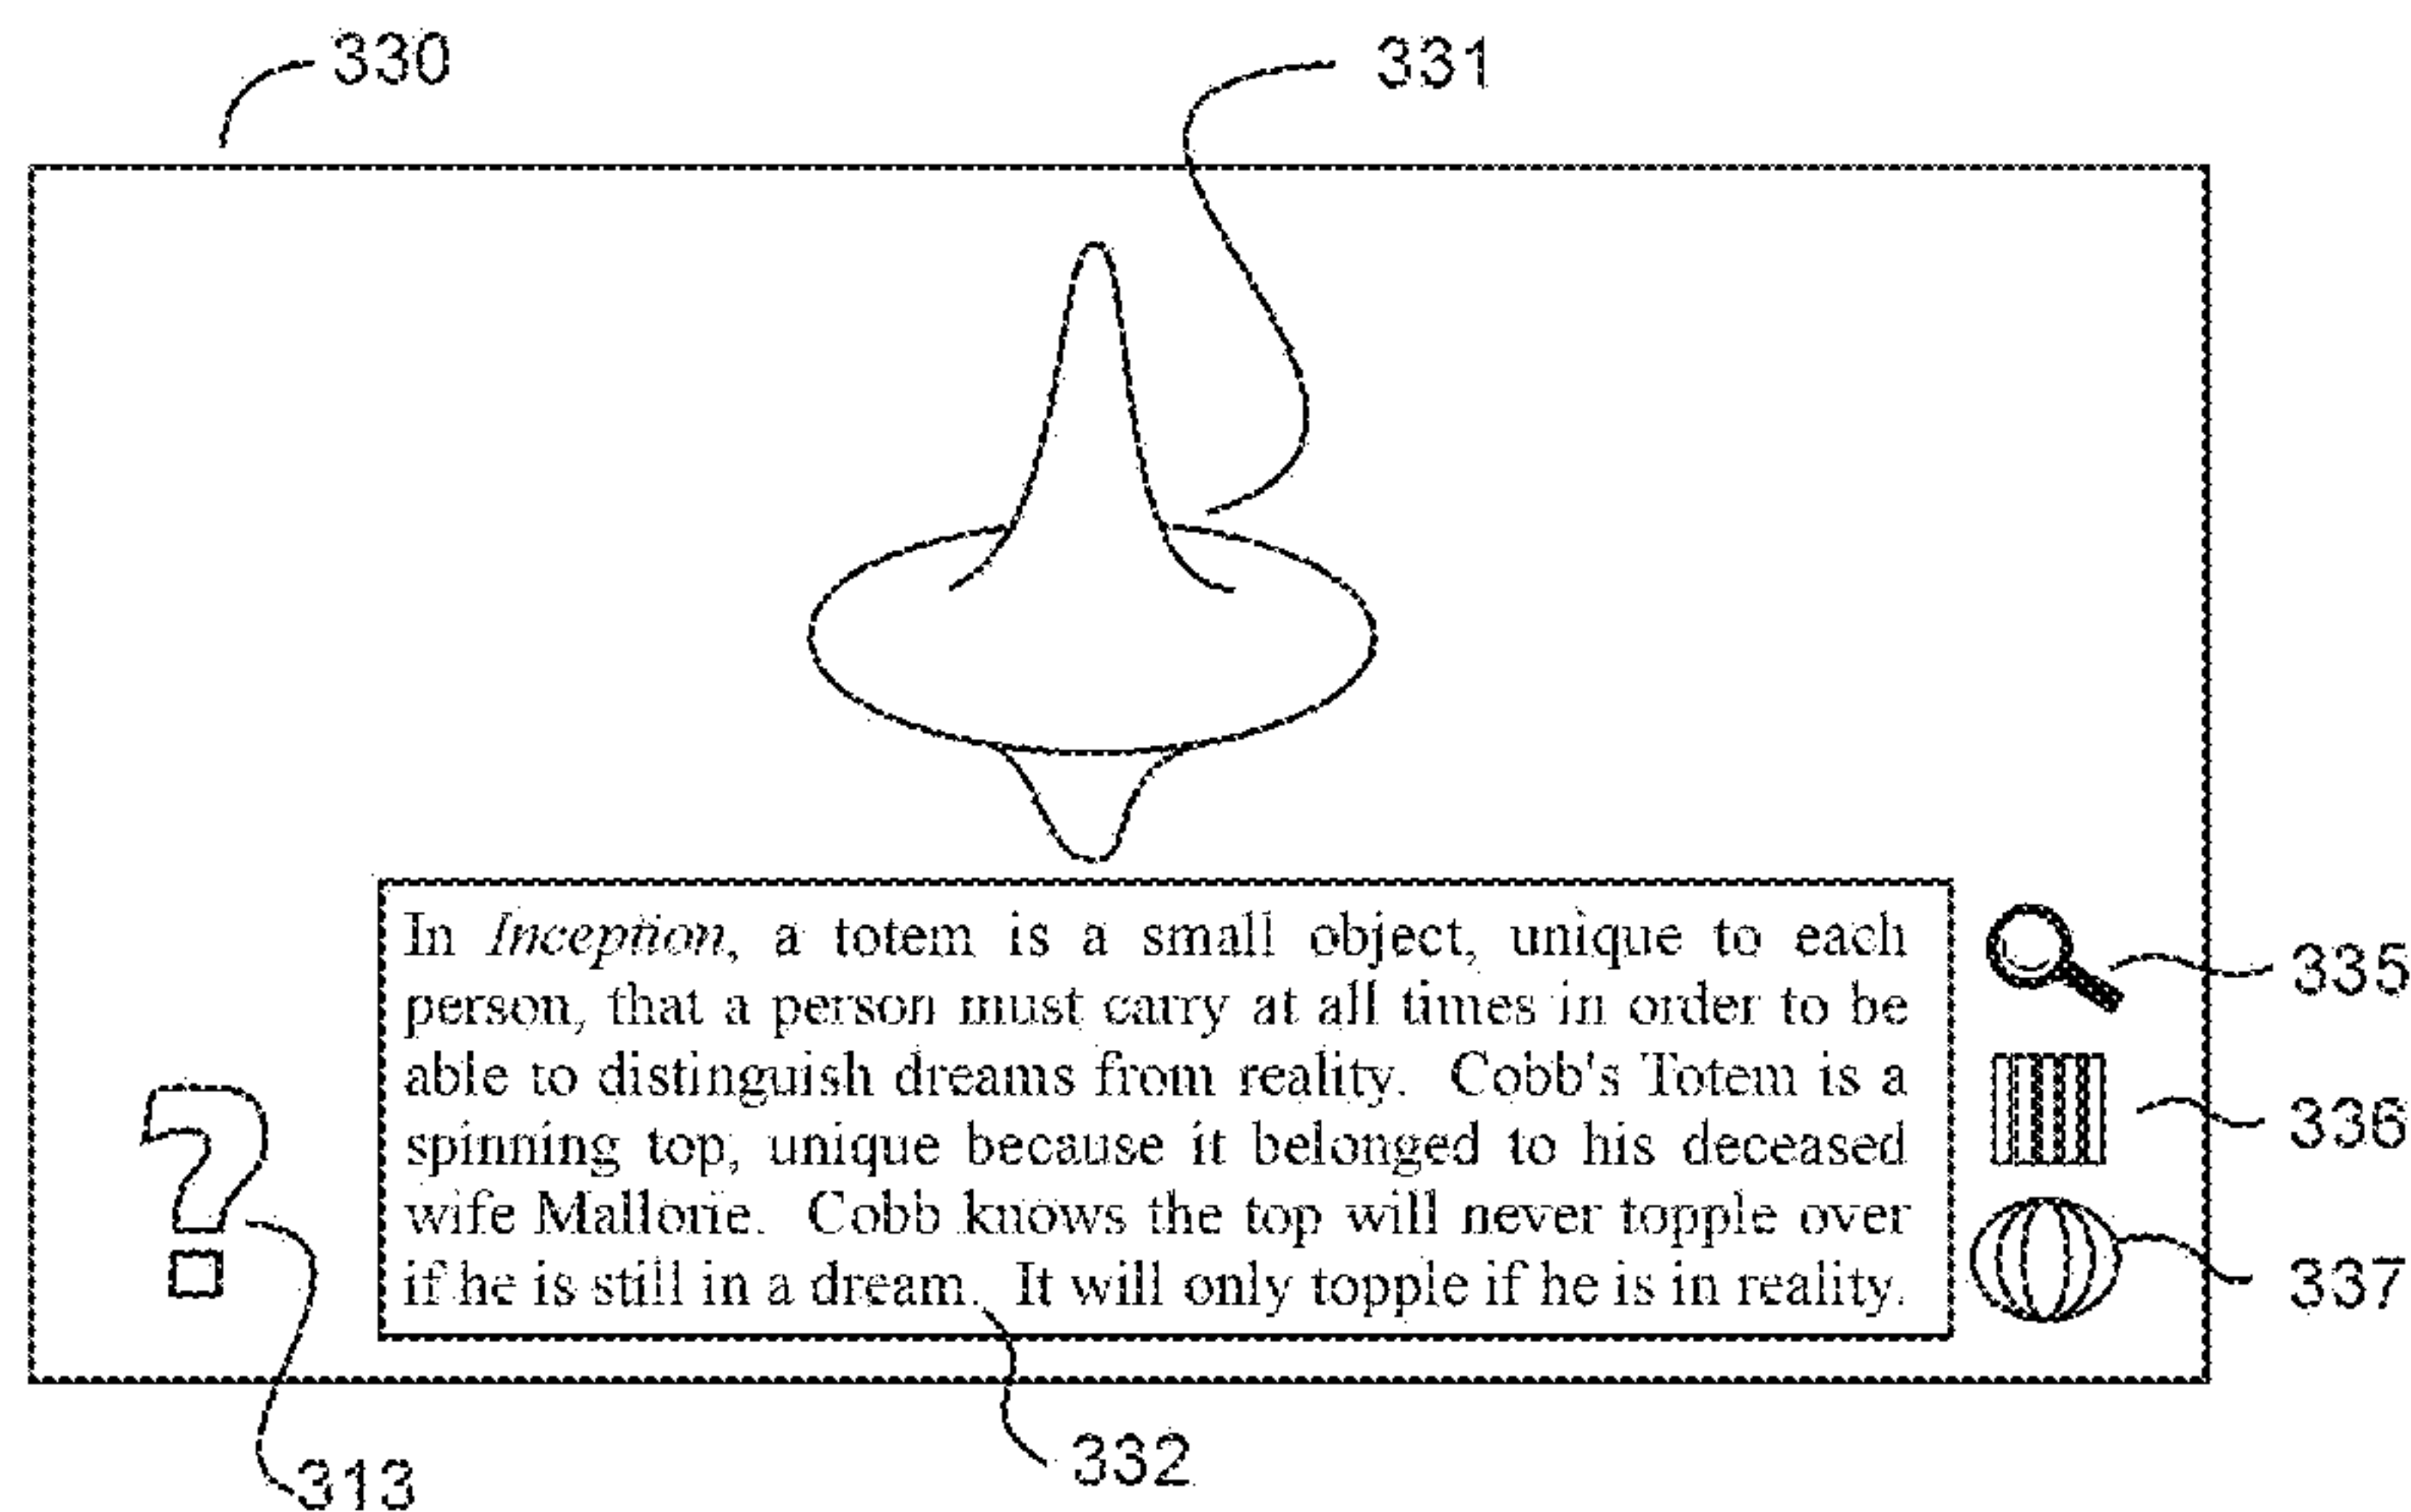 330
331
In Inception, a totem is a small object, unique to each
person, that a person must carry at all times in order to be
able to distinguish dreams from reality. Cobb's Totem is a
spinning top, unique because it belonged to his deceased
wife Mallorie. Cobb knows the top will never topple over
if he is still in a dream. It will only topple if he is in reality.
335
336
337
?
332
313